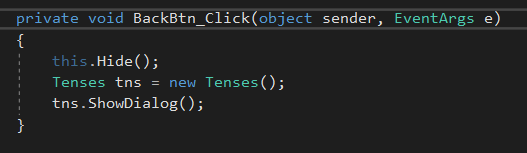 private void BackBtn_Click(object sender, EventArgs e)
{
this.Hide();
Tenses tns = new Tenses();
tns.ShowDialog();
}